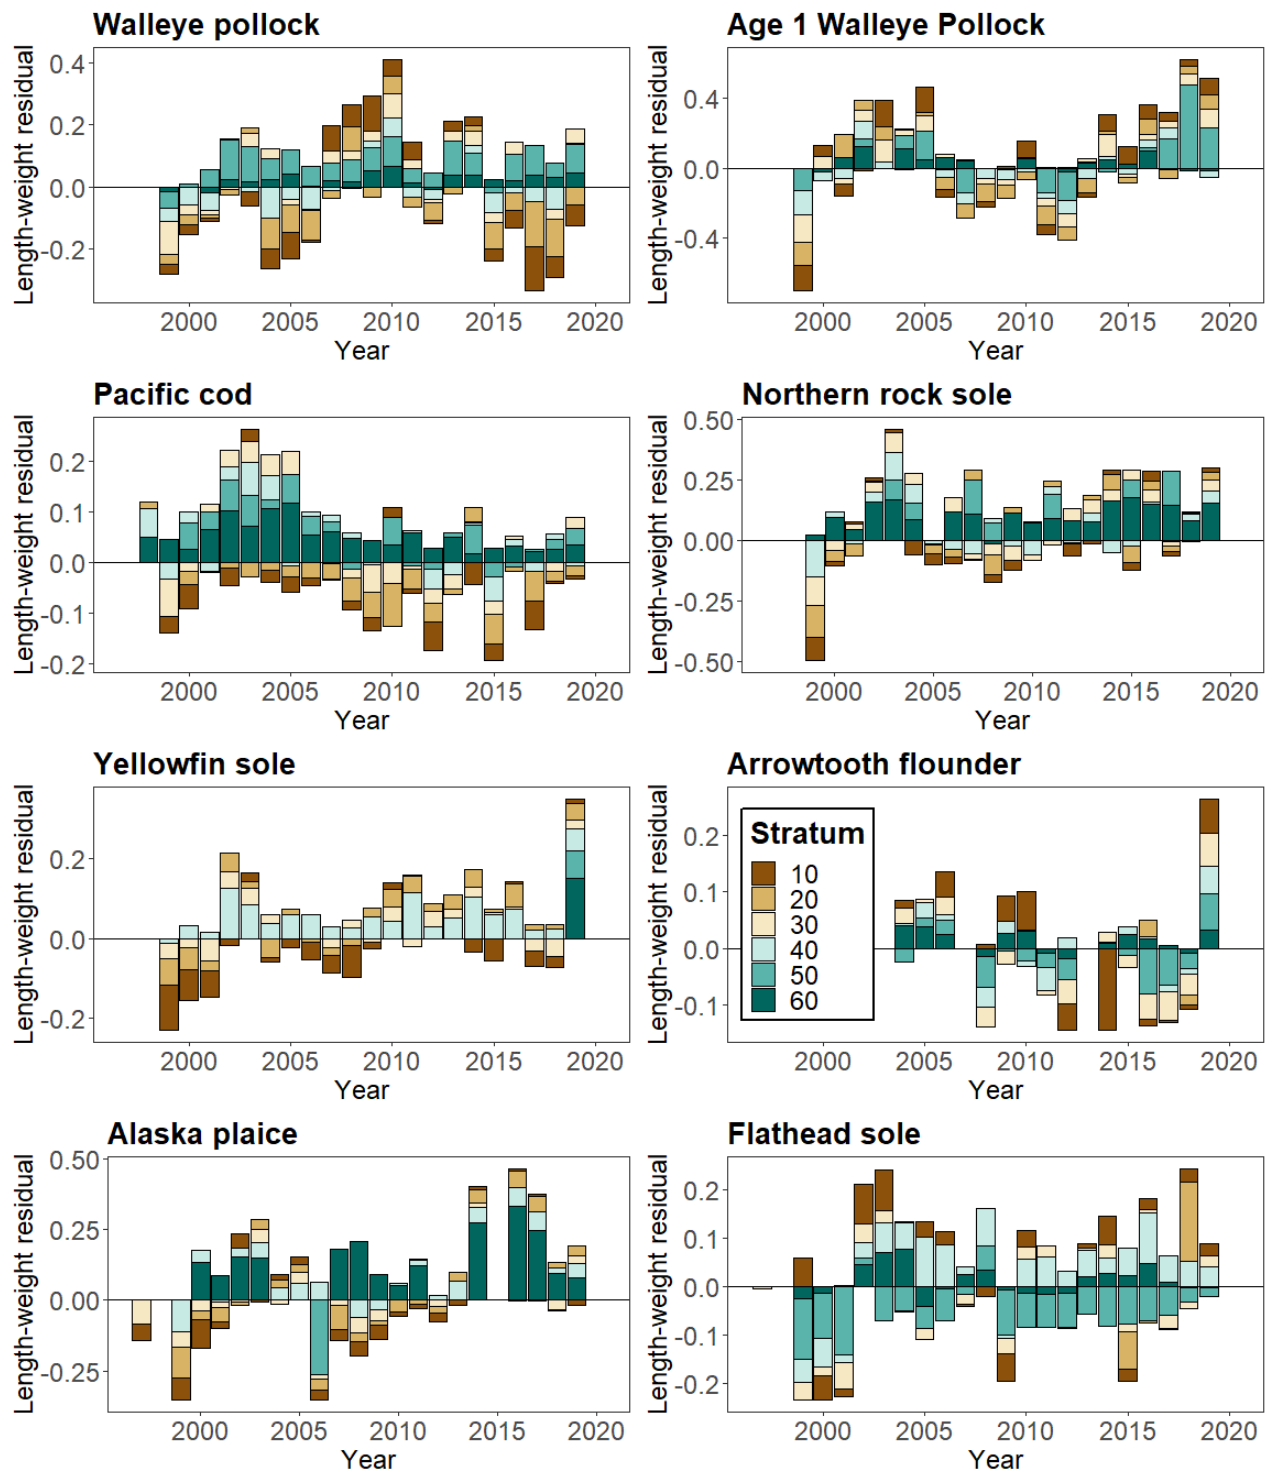 Walleye pollock
Length-weight residual
0.4
0.2
0.0
-0.2
2000 2005 2010 2015 2020
Year
Age 1 Walleye Pollock
Length-weight residual
0.4
0.0
-0.4
2000 2005 2010 2015 2020
Year
Pacific cod
Length-weight residual
0.2
0.1
0.0
-0.1
-0.2
2000 2005 2010 2015 2020
Year
Northern rock sole
Length-weight residual
0.50
0.25
0.00
-0.25
-0.50
2000 2005 2010 2015 2020
Year
Yellowfin sole
Length-weight residual
0.2
0.0
-0.2
2000 2005 2010 2015 2020
Year
Arrowtooth flounder
Length-weight residual
0.2
0.1
0.0
-0.1
Stratum
10
20
30
40
50
60
2000 2005 2010 2015 2020
Year
Alaska plaice
Length-weight residual
0.50
0.25
0.00
-0.25
2000 2005 2010 2015 2020
Year
Flathead sole
Length-weight residual
0.2
0.1
0.0
-0.1
-0.2
2000 2005 2010 2015 2020
Year